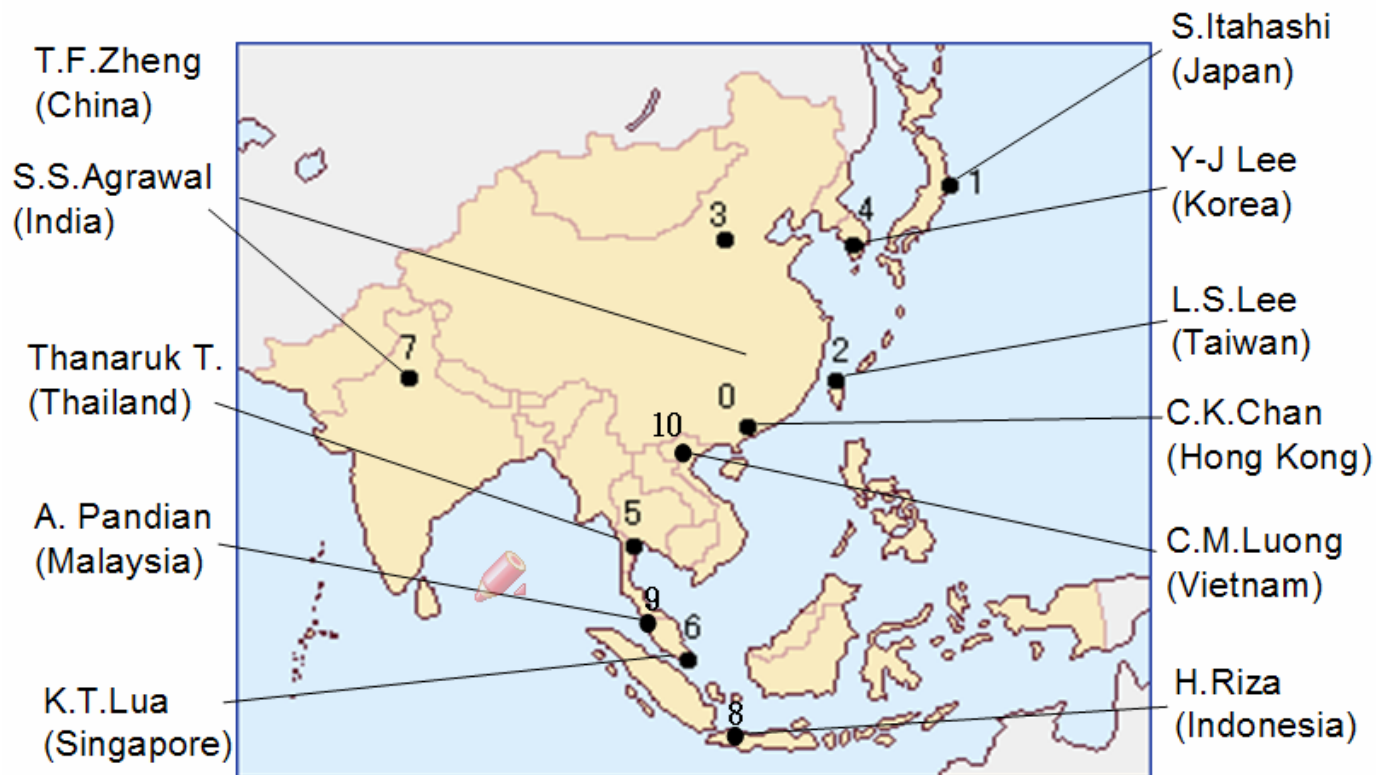 T.F.Zheng
(China)
S.S.Agrawal
(India)
Thanaruk T.
(Thailand)
A. Pandian
(Malaysia)
K.T.Lua
(Singapore)
3
4
1
7
2
0
10
5
9
6
8
S.Itahashi
(Japan)
Y-J Lee
(Korea)
L.S.Lee
(Taiwan)
C.K.Chan
(Hong Kong)
C.M.Luong
(Vietnam)
H.Riza
(Indonesia)